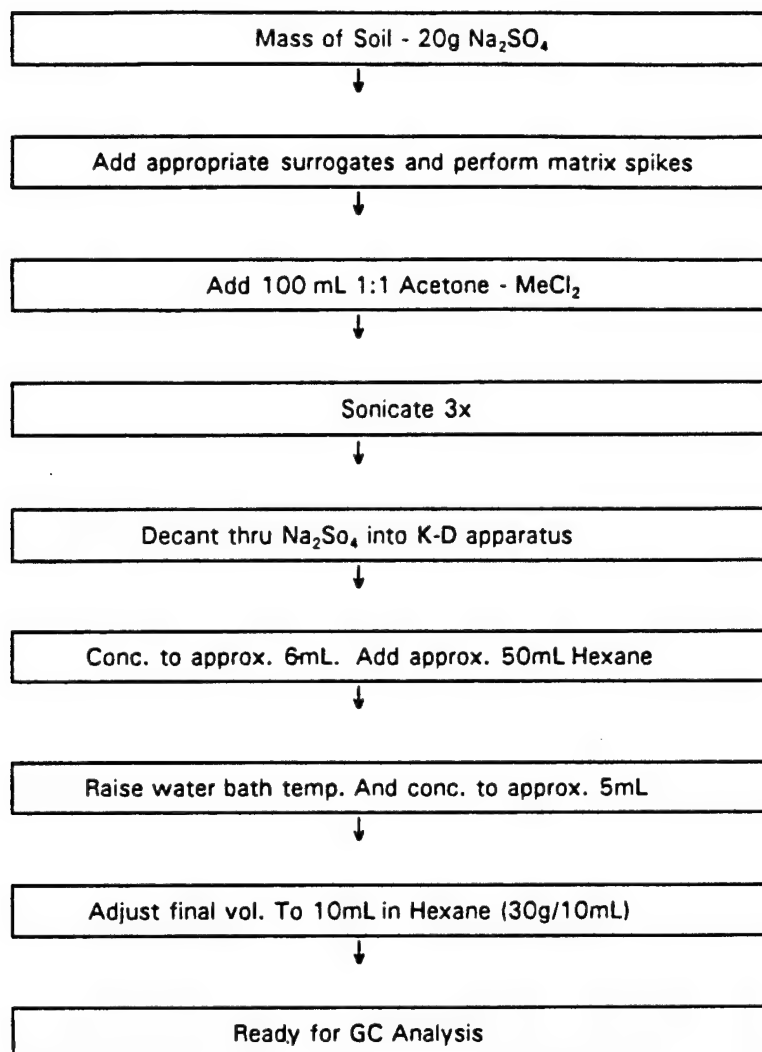 Mass of Soil - 20g Na₂SO₄
Add appropriate surrogates and perform matrix spikes
Add 100 mL 1:1 Acetone - MeCl₂
Sonicate 3x
Decant thru Na₂So₄ into K-D apparatus
Conc. to approx. 6mL. Add approx. 50mL Hexane
Raise water bath temp. And conc. to approx. 5mL
Adjust final vol. To 10mL in Hexane (30g/10mL)
Ready for GC Analysis